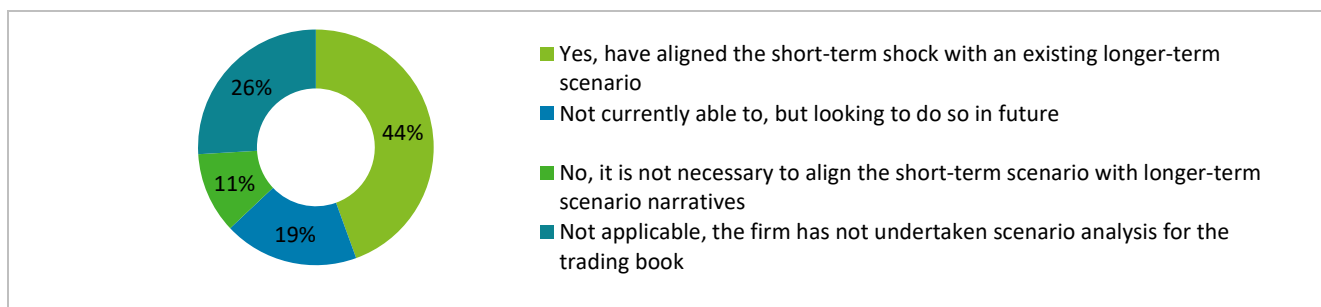 26%
44%
11%
19%
Yes, have aligned the short-term shock with an existing longer-term
scenario
Not currently able to, but looking to do so in future
No, it is not necessary to align the short-term scenario with longer-term
scenario narratives
Not applicable, the firm has not undertaken scenario analysis for the
trading book